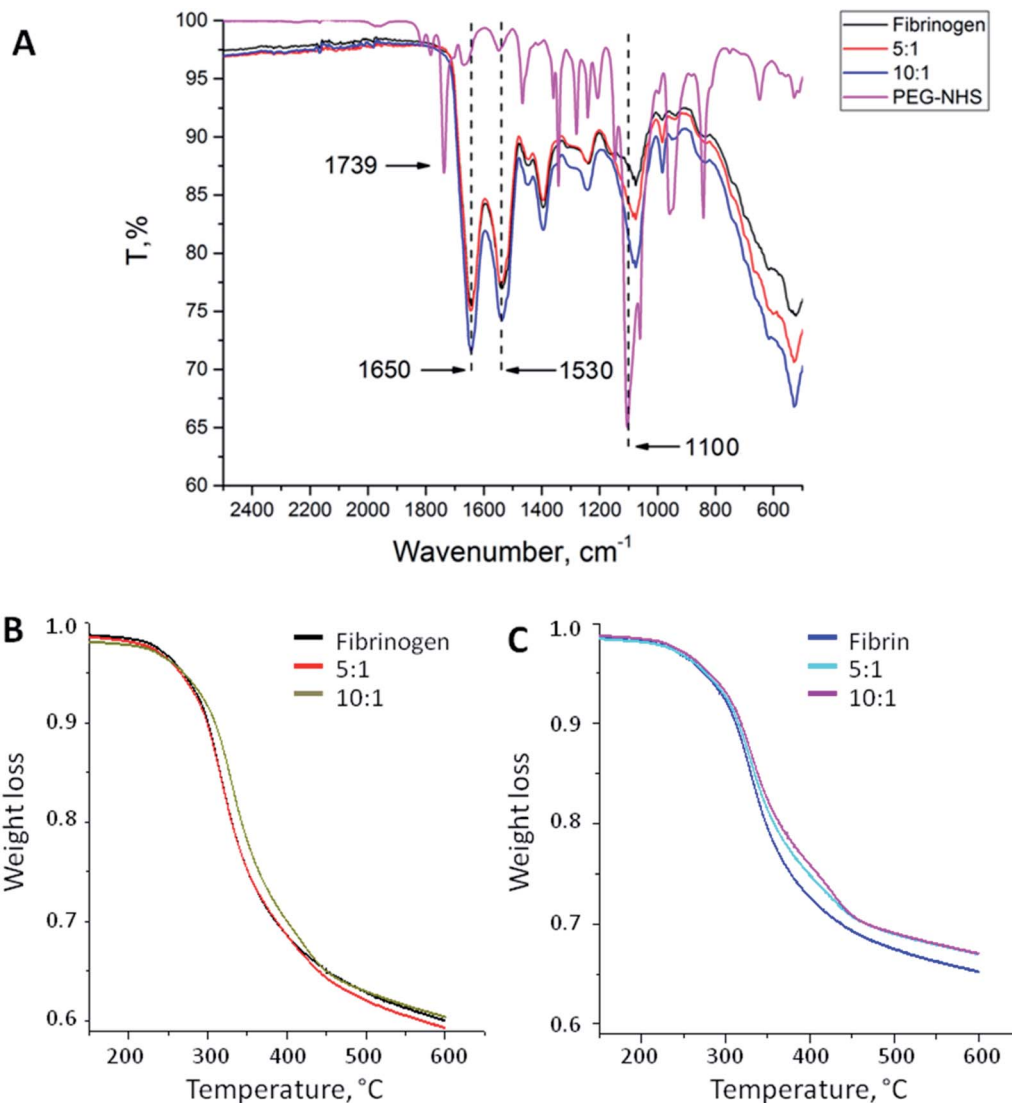 A
Fibrinogen
5:1
10:1
PEG-NHS
100
95
90
85
80
75
70
65
60
T,%
1739
1650
1530
1100
2400 2200 2000 1800 1600 1400 1200 1000 800 600
Wavenumber, cm⁻¹
B
Fibrinogen
5:1
10:1
1.0
0.9
0.8
0.7
0.6
Weight loss
200 300 400 500 600
Temperature, °C
C
Fibrin
5:1
10:1
1.0
0.9
0.8
0.7
0.6
Weight loss
200 300 400 500 600
Temperature, °C